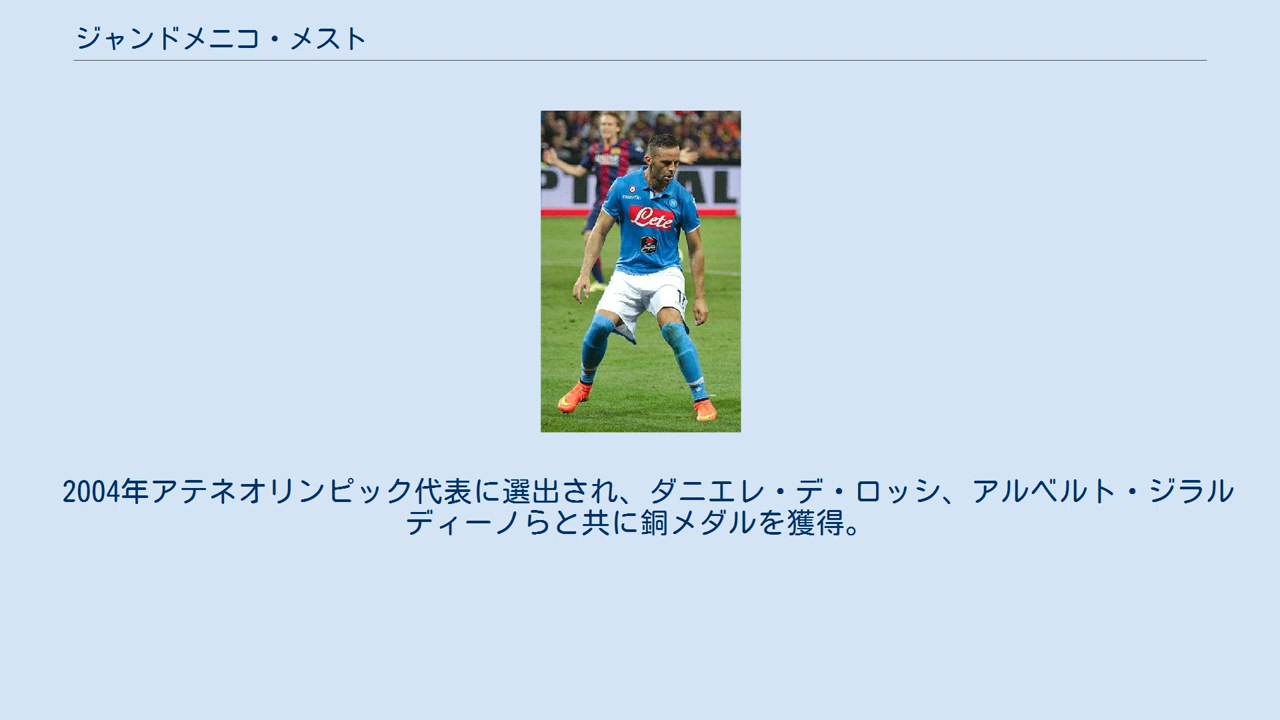 ジャンドメニコ・メスト
PT
AL
Lete
2004年アテネオリンピック代表に選出され、ダニエレ・デ・ロッシ、アルベルト・ジラル
ディーノらと共に銅メダルを獲得。